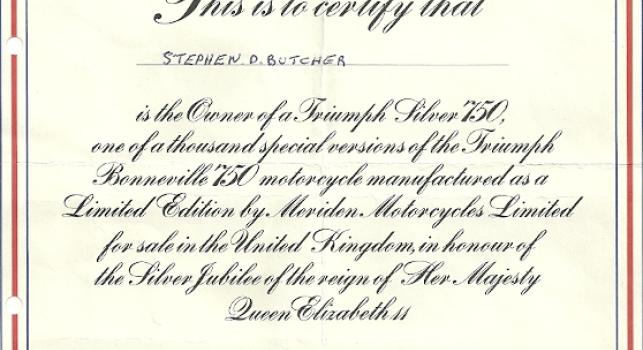 This is to certify that
STEPHEN D. BUTCHER
is the Owner of a Triumph Silver 750,
one of a thousand special versions of the Triumph
Bonneville 750 motorcycle manufactured as a
Limited Edition by Meriden Motorcycles Limited
for sale in the United Kingdom, in honour of
the Silver Jubilee of the reign of Her Majesty
Queen Elizabeth 11